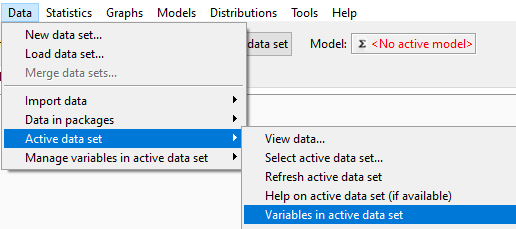 Data Statistics Graphs Models Distributions Tools Help
New data set...
Load data set...
Merge data sets...
Import data
Data in packages
Active data set
Manage variables in active data set
data set Model: Σ <No active model>
View data...
Select active data set...
Refresh active data set
Help on active data set (if available)
Variables in active data set